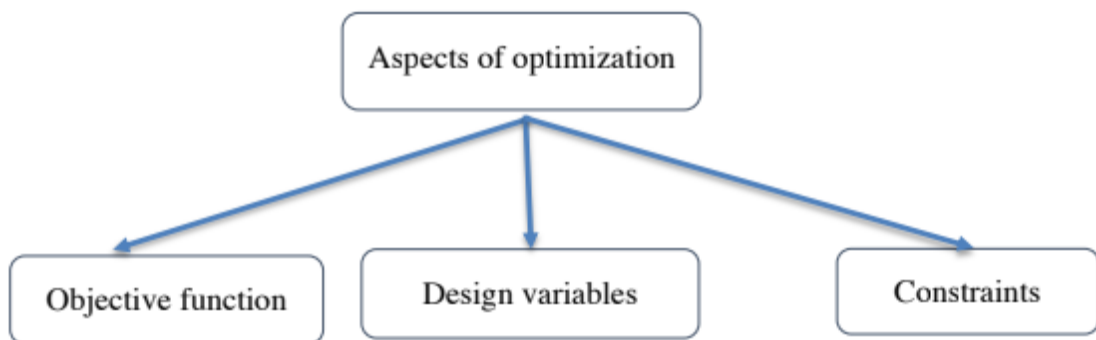 Aspects of optimization
Objective function
Design variables
Constraints